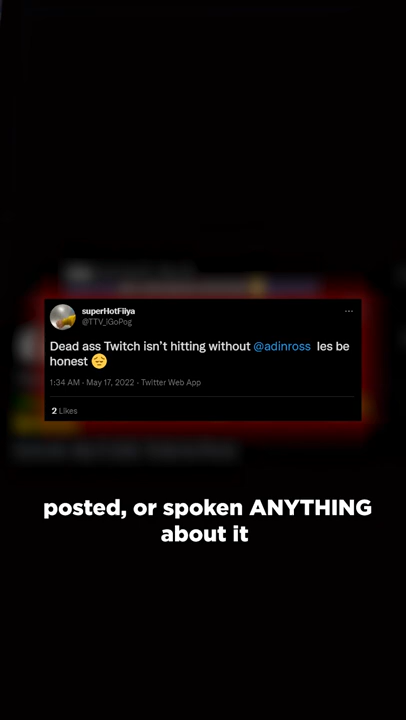 superHotFiiya
@TTV_iGoPog
...
Dead ass Twitch isn't hitting without @adinross les be
honest 😔
1:34 AM · May 17, 2022 · Twitter Web App
2 Likes
posted, or spoken ANYTHING
about it